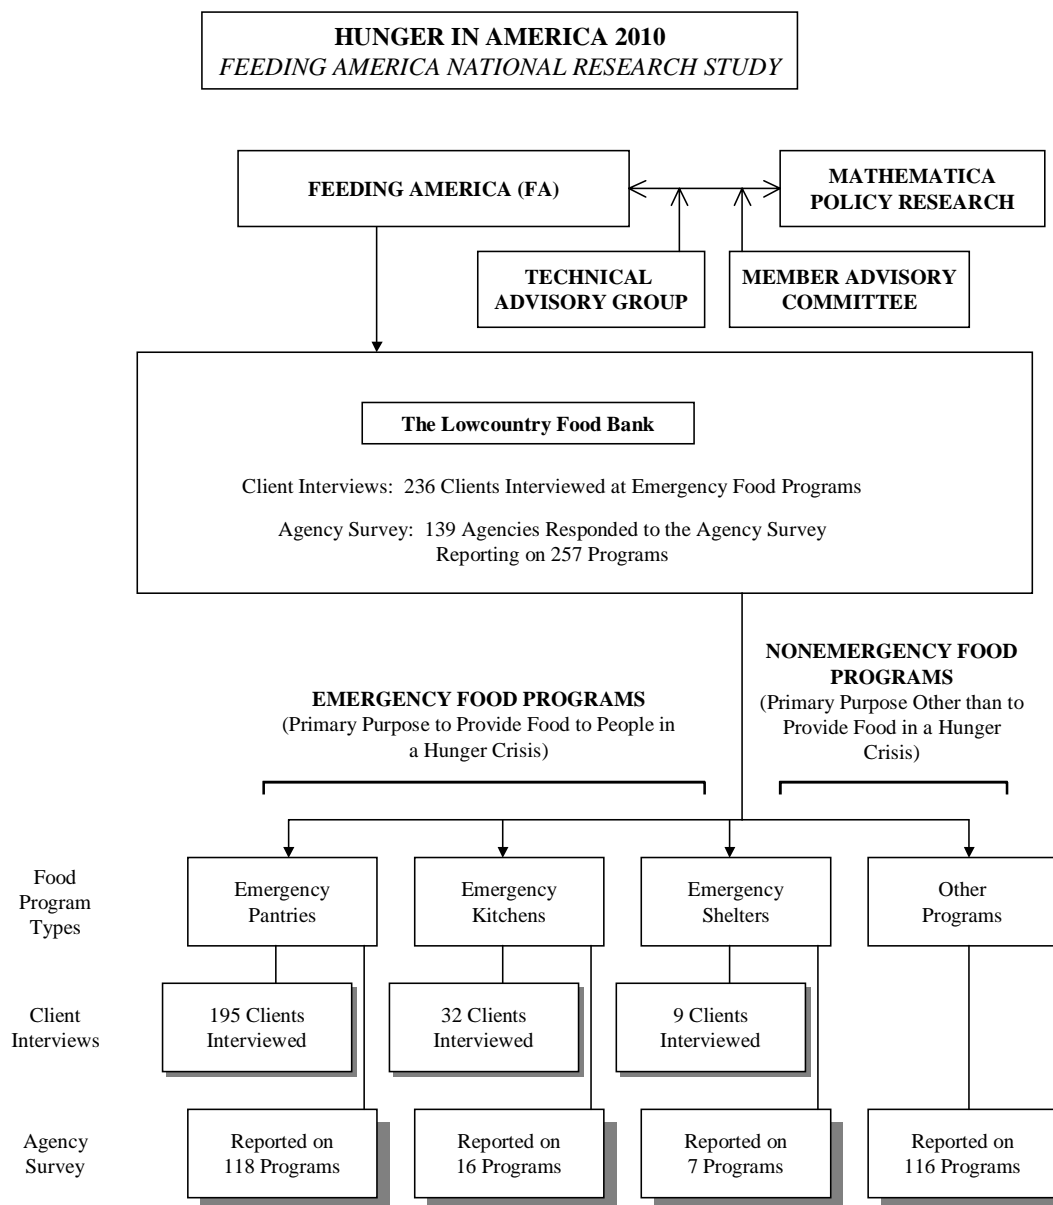 HUNGER IN AMERICA 2010
FEEDING AMERICA NATIONAL RESEARCH STUDY
FEEDING AMERICA (FA)
MATHEMATICA
POLICY RESEARCH
TECHNICAL
ADVISORY GROUP
MEMBER ADVISORY
COMMITTEE
The Lowcountry Food Bank
Client Interviews:  236 Clients Interviewed at Emergency Food Programs
Agency Survey:  139 Agencies Responded to the Agency Survey
Reporting on 257 Programs
EMERGENCY FOOD PROGRAMS
(Primary Purpose to Provide Food to People in
a Hunger Crisis)
NONEMERGENCY FOOD
PROGRAMS
(Primary Purpose Other than to
Provide Food in a Hunger
Crisis)
Food
Program
Types
Emergency
Pantries
Emergency
Kitchens
Emergency
Shelters
Other
Programs
Client
Interviews
195 Clients
Interviewed
32 Clients
Interviewed
9 Clients
Interviewed
Agency
Survey
Reported on
118 Programs
Reported on
16 Programs
Reported on
7 Programs
Reported on
116 Programs